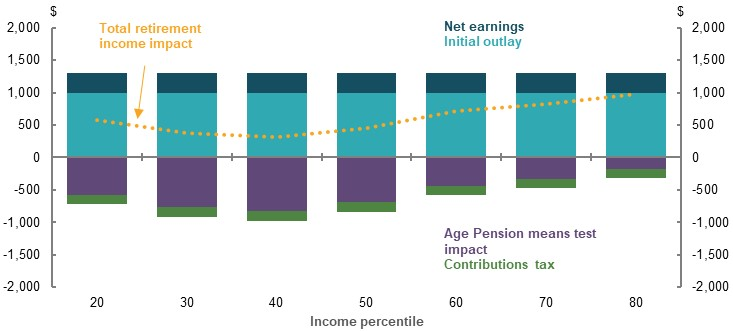 $
$
2,000
2,000
Total retirement
income impact
Net earnings
Initial outlay
1,500
1,500
1,000
1,000
500
500
0
0
-500
-500
-1,000
-1,000
Age Pension means test
impact
Contributions tax
-1,500
-1,500
-2,000
-2,000
20 30 40 50 60 70 80
Income percentile